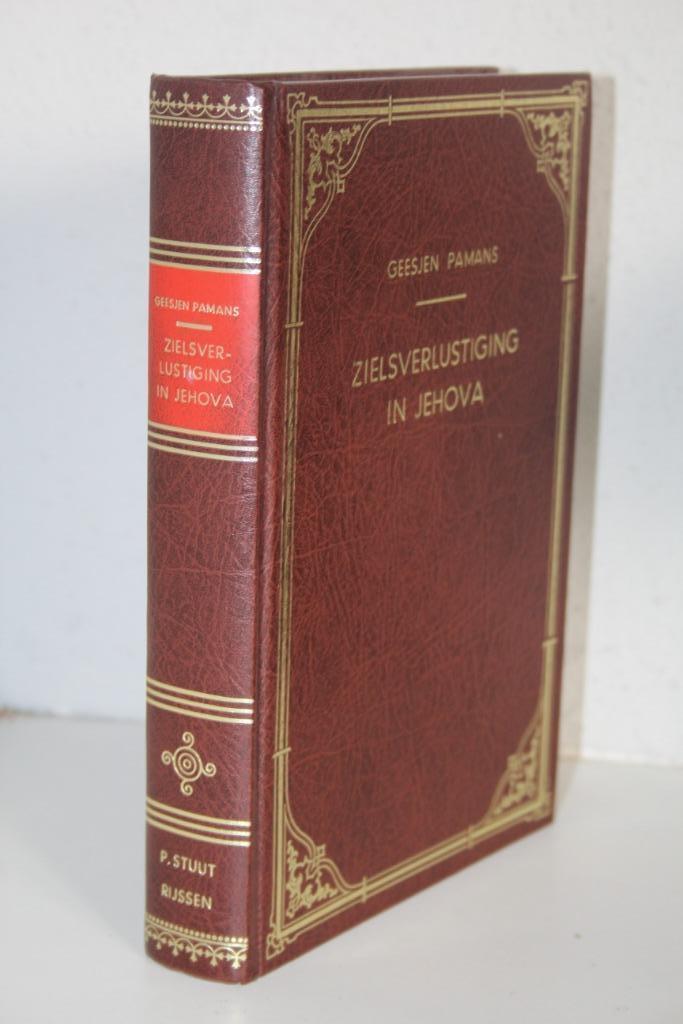 GEESJEN PAMANS
ZIELSVER-
LUSTIGING
IN JEHOVA
P. STUUT
RIJSSEN
GEESJEN PAMANS
ZIELSVERLUSTIGING
IN JEHOVA